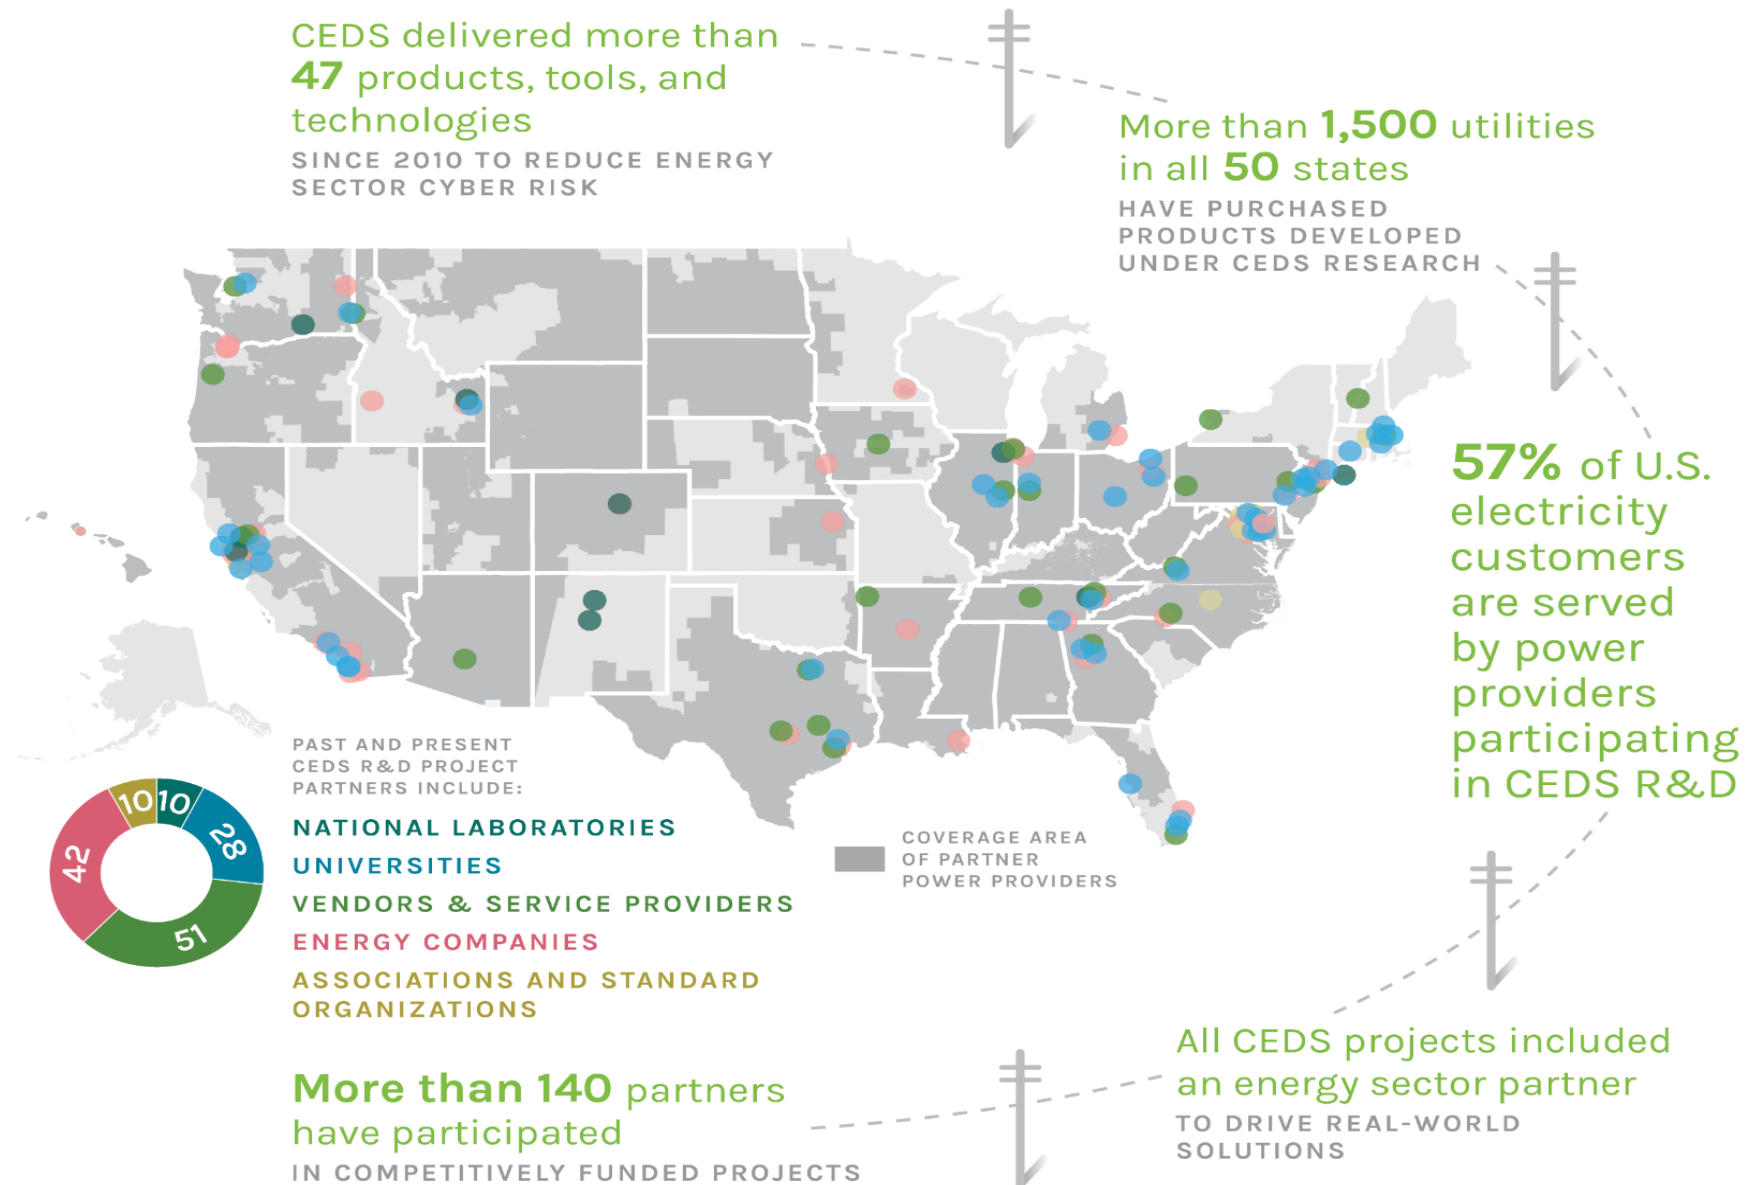 CEDS delivered more than
47 products, tools, and
technologies
SINCE 2010 TO REDUCE ENERGY
SECTOR CYBER RISK
More than 1,500 utilities
in all 50 states
HAVE PURCHASED
PRODUCTS DEVELOPED
UNDER CEDS RESEARCH
57% of U.S.
electricity
customers
are served
by power
providers
participating
in CEDS R&D
PAST AND PRESENT
CEDS R&D PROJECT
PARTNERS INCLUDE:
NATIONAL LABORATORIES
UNIVERSITIES
VENDORS & SERVICE PROVIDERS
ENERGY COMPANIES
ASSOCIATIONS AND STANDARD
ORGANIZATIONS
10
10
28
51
42
COVERAGE AREA
OF PARTNER
POWER PROVIDERS
All CEDS projects included
an energy sector partner
TO DRIVE REAL-WORLD
SOLUTIONS
More than 140 partners
have participated
IN COMPETITIVELY FUNDED PROJECTS